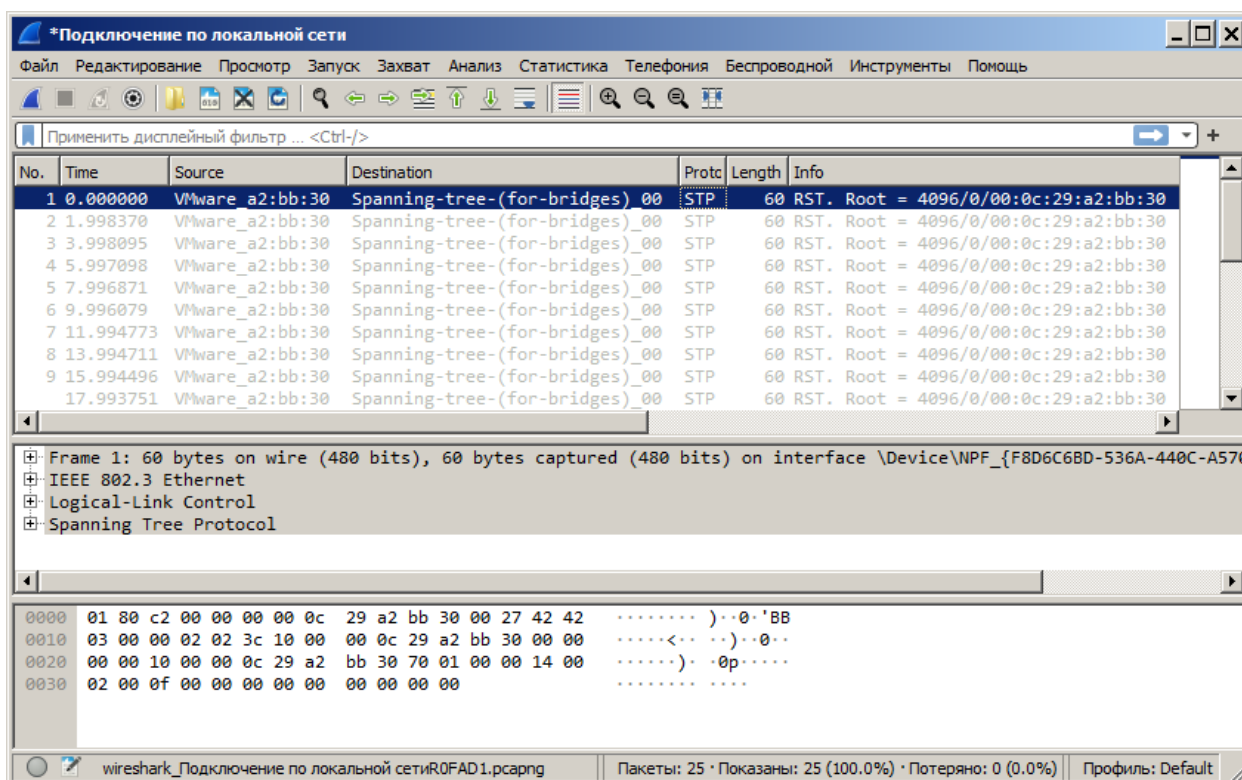 *Подключение по локальной сети
Файл Редактирование Просмотр Запуск Захват Анализ Статистика Телефония Беспроводной Инструменты Помощь
Применить дисплейный фильтр ... <Ctrl-/>
No. Time Source Destination Protc Length Info
1 0.000000 VMware_a2:bb:30 Spanning-tree-(for-bridges)_00 STP 60 RST. Root = 4096/0/00:0c:29:a2:bb:30
2 1.998370 VMware_a2:bb:30 Spanning-tree-(for-bridges)_00 STP 60 RST. Root = 4096/0/00:0c:29:a2:bb:30
3 3.998095 VMware_a2:bb:30 Spanning-tree-(for-bridges)_00 STP 60 RST. Root = 4096/0/00:0c:29:a2:bb:30
4 5.997098 VMware_a2:bb:30 Spanning-tree-(for-bridges)_00 STP 60 RST. Root = 4096/0/00:0c:29:a2:bb:30
5 7.996871 VMware_a2:bb:30 Spanning-tree-(for-bridges)_00 STP 60 RST. Root = 4096/0/00:0c:29:a2:bb:30
6 9.996079 VMware_a2:bb:30 Spanning-tree-(for-bridges)_00 STP 60 RST. Root = 4096/0/00:0c:29:a2:bb:30
7 11.994773 VMware_a2:bb:30 Spanning-tree-(for-bridges)_00 STP 60 RST. Root = 4096/0/00:0c:29:a2:bb:30
8 13.994711 VMware_a2:bb:30 Spanning-tree-(for-bridges)_00 STP 60 RST. Root = 4096/0/00:0c:29:a2:bb:30
9 15.994496 VMware_a2:bb:30 Spanning-tree-(for-bridges)_00 STP 60 RST. Root = 4096/0/00:0c:29:a2:bb:30
17.993751 VMware_a2:bb:30 Spanning-tree-(for-bridges)_00 STP 60 RST. Root = 4096/0/00:0c:29:a2:bb:30
Frame 1: 60 bytes on wire (480 bits), 60 bytes captured (480 bits) on interface \Device\NPF_{F8D6C6BD-536A-440C-A57
IEEE 802.3 Ethernet
Logical-Link Control
Spanning Tree Protocol
0000 01 80 c2 00 00 00 00 0c 29 a2 bb 30 00 27 42 42 ········ )··0·'BB
0010 03 00 00 02 02 3c 10 00 00 0c 29 a2 bb 30 00 00 ·····<·· ··)··0··
0020 00 00 10 00 00 0c 29 a2 bb 30 70 01 00 00 14 00 ······)· ·0p·····
0030 02 00 0f 00 00 00 00 00 00 00 00 00 ········ ····
wireshark_Подключение по локальной сетиR0FAD1.pcapng Пакеты: 25 · Показаны: 25 (100.0%) · Потеряно: 0 (0.0%) Профиль: Default